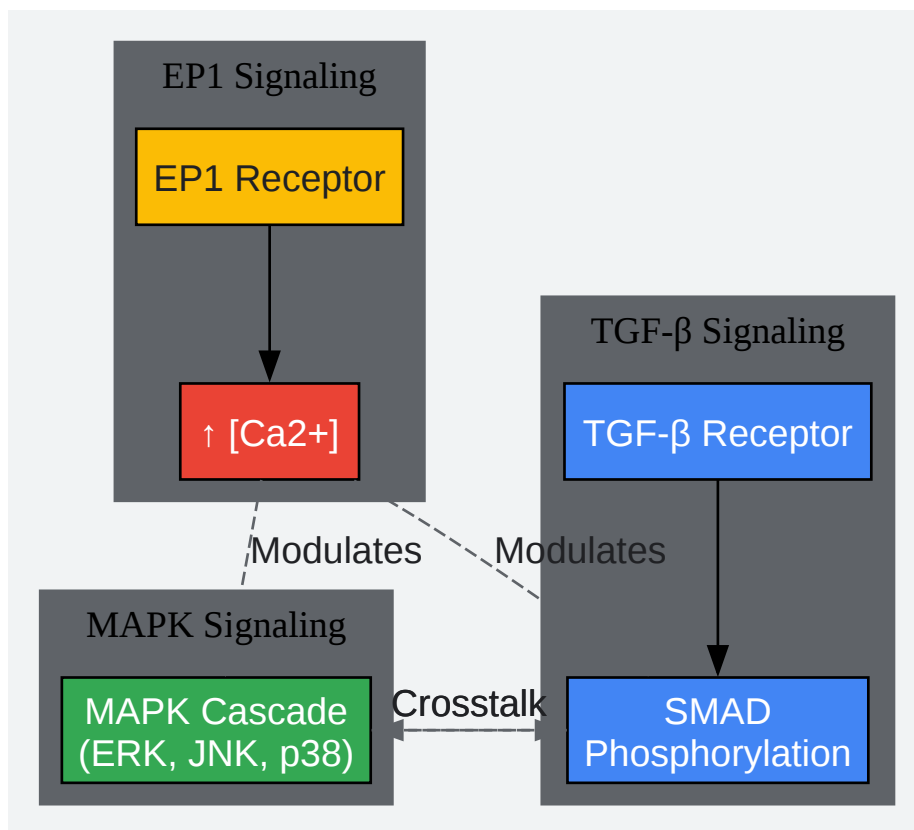 EP1 Signaling
EP1 Receptor
↑ [Ca2+]
Modulates
Modulates
TGF-β Signaling
TGF-β Receptor
MAPK Signaling
MAPK Cascade
(ERK, JNK, p38)
Crosstalk
SMAD
Phosphorylation